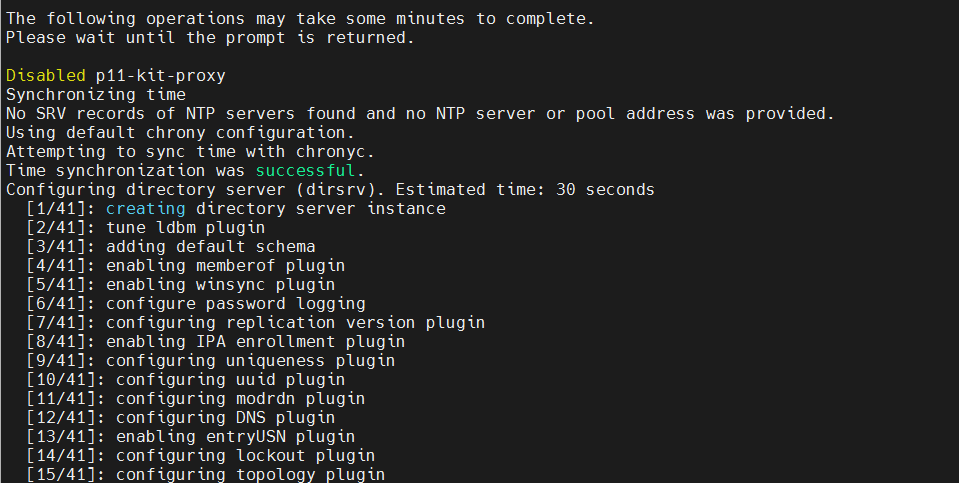 The following operations may take some minutes to complete.
Please wait until the prompt is returned.
Disabled p11-kit-proxy
Synchronizing time
No SRV records of NTP servers found and no NTP server or pool address was provided.
Using default chrony configuration.
Attempting to sync time with chronyc.
Time synchronization was successful.
Configuring directory server (dirsrv). Estimated time: 30 seconds
[1/41]: creating directory server instance
[2/41]: tune ldbm plugin
[3/41]: adding default schema
[4/41]: enabling memberof plugin
[5/41]: enabling winsync plugin
[6/41]: configure password logging
[7/41]: configuring replication version plugin
[8/41]: enabling IPA enrollment plugin
[9/41]: configuring uniqueness plugin
[10/41]: configuring uuid plugin
[11/41]: configuring modrdn plugin
[12/41]: configuring DNS plugin
[13/41]: enabling entryUSN plugin
[14/41]: configuring lockout plugin
[15/41]: configuring topology plugin